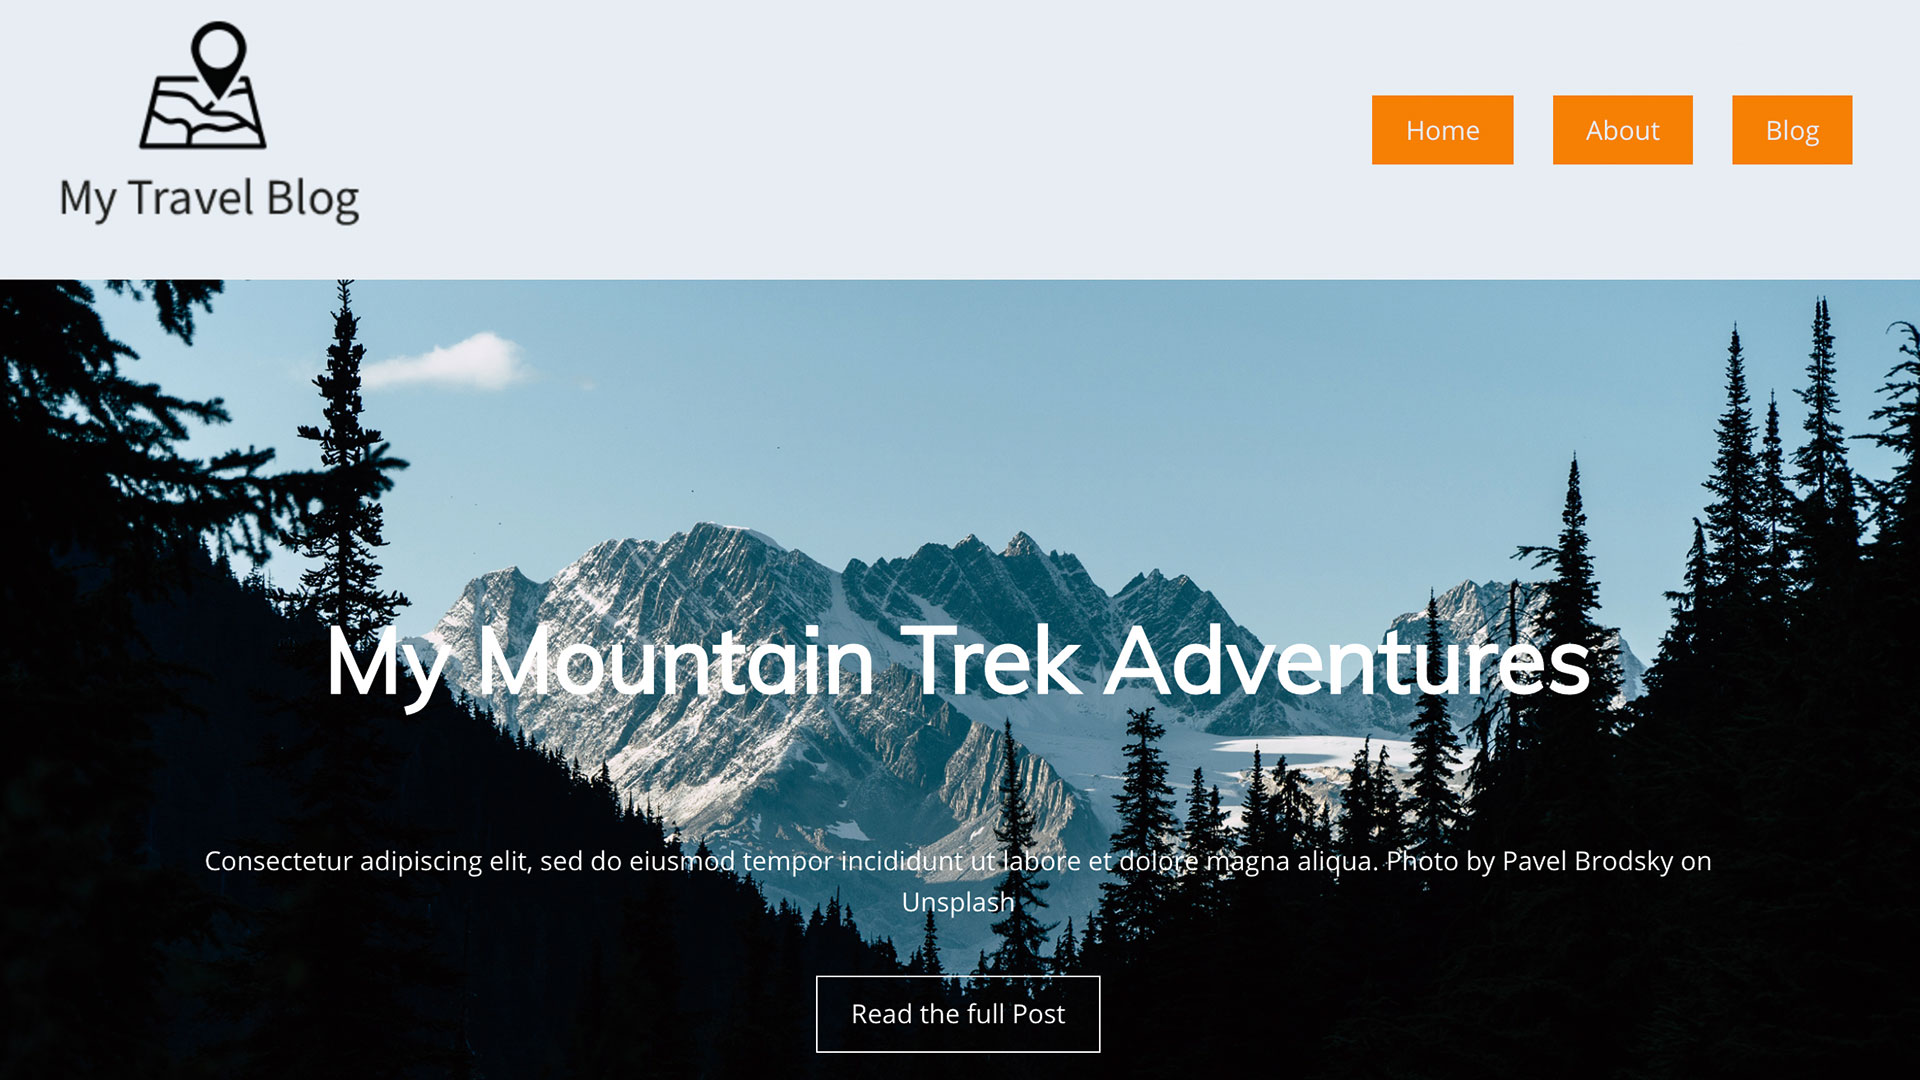 My Travel Blog
Home
About
Blog
My Mountain Trek Adventures
Consectetur adipiscing elit, sed do eiusmod tempor incididunt ut labore et dolore magna aliqua. Photo by Pavel Brodsky on
Unsplash
Read the full Post